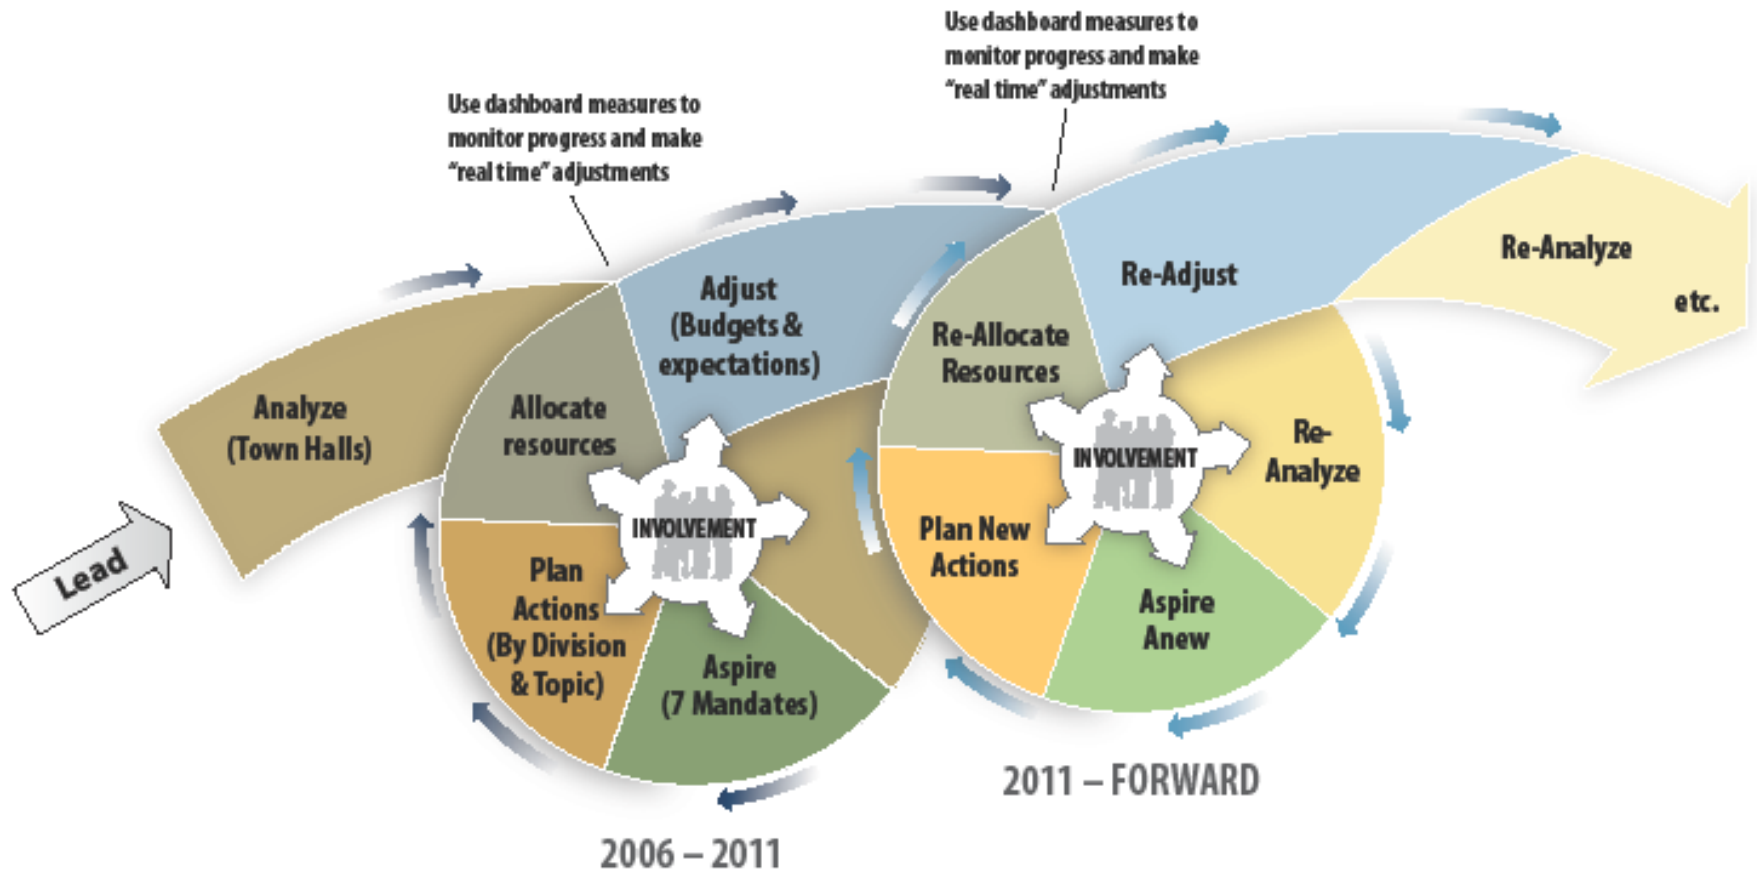 Use dashboard measures to
monitor progress and make
“real time” adjustments
Use dashboard measures to
monitor progress and make
“real time” adjustments
Lead
Analyze
(Town Halls)
Allocate
resources
Adjust
(Budgets &
expectations)
INVOLVEMENT
Plan
Actions
(By Division
& Topic)
Aspire
(7 Mandates)
2006 – 2011
Re-Allocate
Resources
Re-Adjust
Re-Analyze
etc.
INVOLVEMENT
Re-
Analyze
Plan New
Actions
Aspire
Anew
2011 – FORWARD